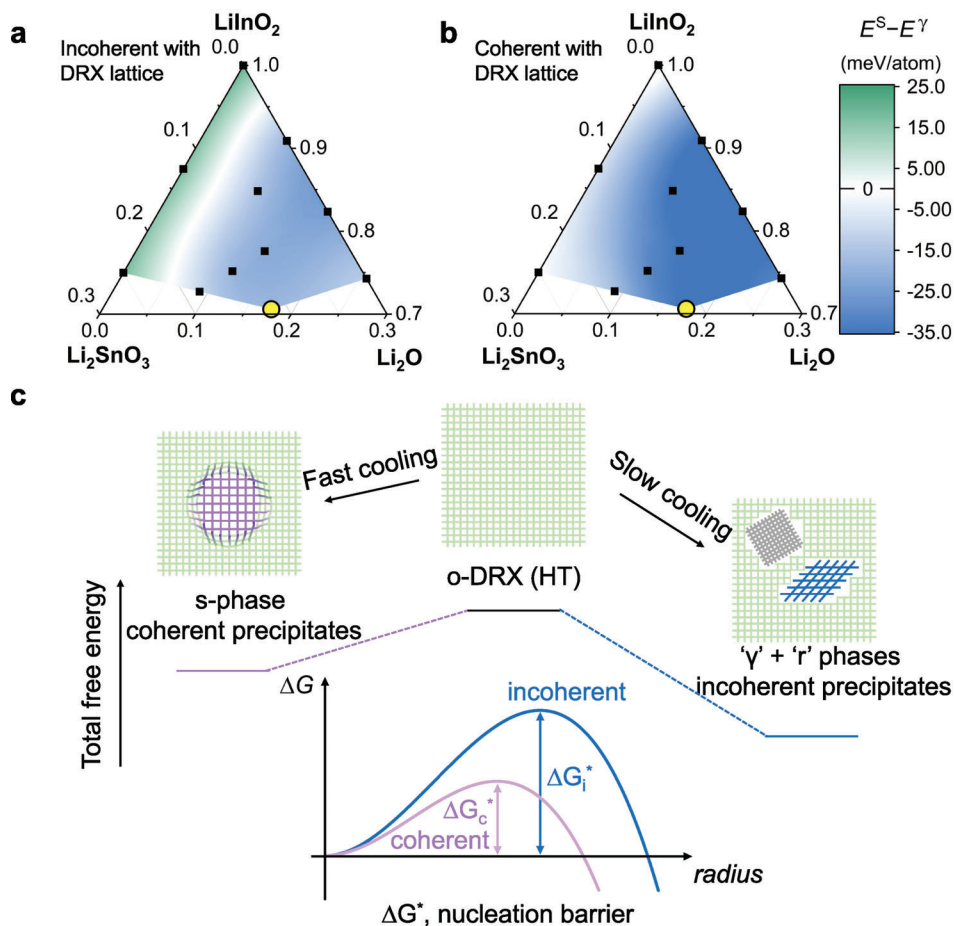 a
Incoherent with
DRX lattice
LiInO₂
0.0
1.0
0.1
0.9
0.2
0.8
0.3
0.7
0.0
0.1
0.2
0.3
Li₂SnO₃
Li₂O
b
Coherent with
DRX lattice
LiInO₂
0.0
1.0
0.1
0.9
0.2
0.8
0.3
0.7
0.0
0.1
0.2
0.3
Li₂SnO₃
Li₂O
Eˢ–Eᵞ
(meV/atom)
25.0
15.0
5.00
0
-5.00
-15.0
-25.0
-35.0
c
Fast cooling
Slow cooling
o-DRX (HT)
s-phase
coherent precipitates
'γ' + 'r' phases
incoherent precipitates
Total free energy
ΔG
incoherent
ΔGᵢ*
ΔG꜀*
coherent
radius
ΔG*, nucleation barrier